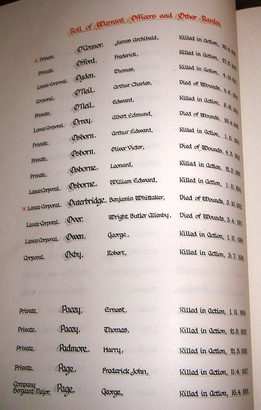 Roll of Warrant Officers and Other Ranks
Private. O'Connor. James Archibald, Killed in Action,
Private. Offord, Frederick, Killed in Action,
Lance Corporal. Ogden. Thomas, Killed in Action,
Corporal. O'Neil. Arthur Charles, Died of Wounds,
Private. O'Neil. Edward, Killed in Action,
Lance Corporal. Albert Edmund, Died of Wounds,
Private. Osborn. Arthur Edward, Killed in Action,
Private. Osborn. Oliver Victor, Died of Wounds,
Private. Osborne. Leonard, Killed in Action,
Lance Corporal. Osborne. William Edward, Killed in Action,
Lance Corporal. Outerbridge. Benjamin Whittaker, Died of Wounds,
Lance Corporal. Over. Wright Butler Died of Wounds,
Lance Corporal. Owen. George, Killed in Action,
Corporal. Oxby, Robert, Killed in Action,
Private. Pacey, Ernest, Killed in Action,
Private. Pacey. Thomas, Killed in Action,
Private. Padmore. Harry, Killed in Action,
Private. Page. Frederick John, Killed in Action,
Company
Sergeant Major. Page. George, Killed in Action,